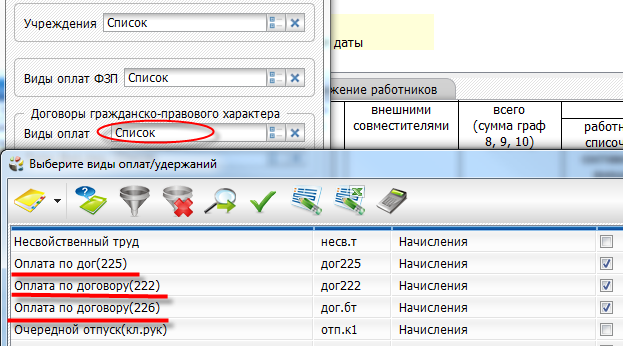 Учреждения Список
даты
Виды оплат ФЗП Список
жение работников
Договоры гражданско-правового характера
Виды оплат Список
внешними совместителями
всего (сумма граф 8, 9, 10)
работн
списоч
Выберите виды оплат/удержаний
Несвойственный труд несв.т Начисления
Оплата по дог(225) дог225 Начисления
Оплата по договору(222) дог222 Начисления
Оплата по договору(226) дог.бт Начисления
Очередной отпуск(кл.рук) отп.к1 Начисления